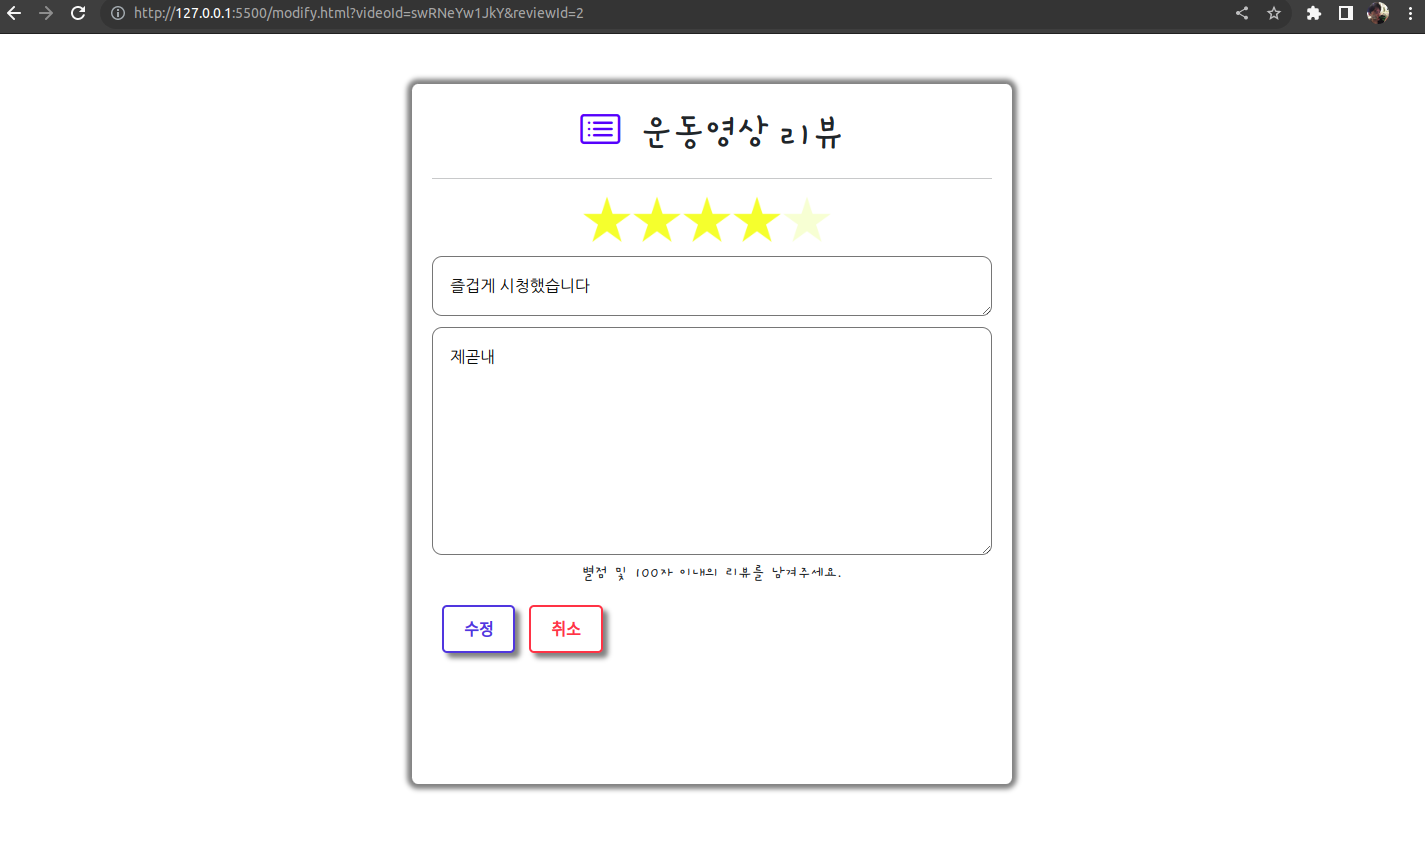 http://127.0.0.1:5500/modify.html?videoId=swRNeYw1JkY&reviewId=2
운동영상 리뷰
즐겁게 시청했습니다
제곧내
별점 및 100자 이내의 리뷰를 남겨주세요.
수정 취소